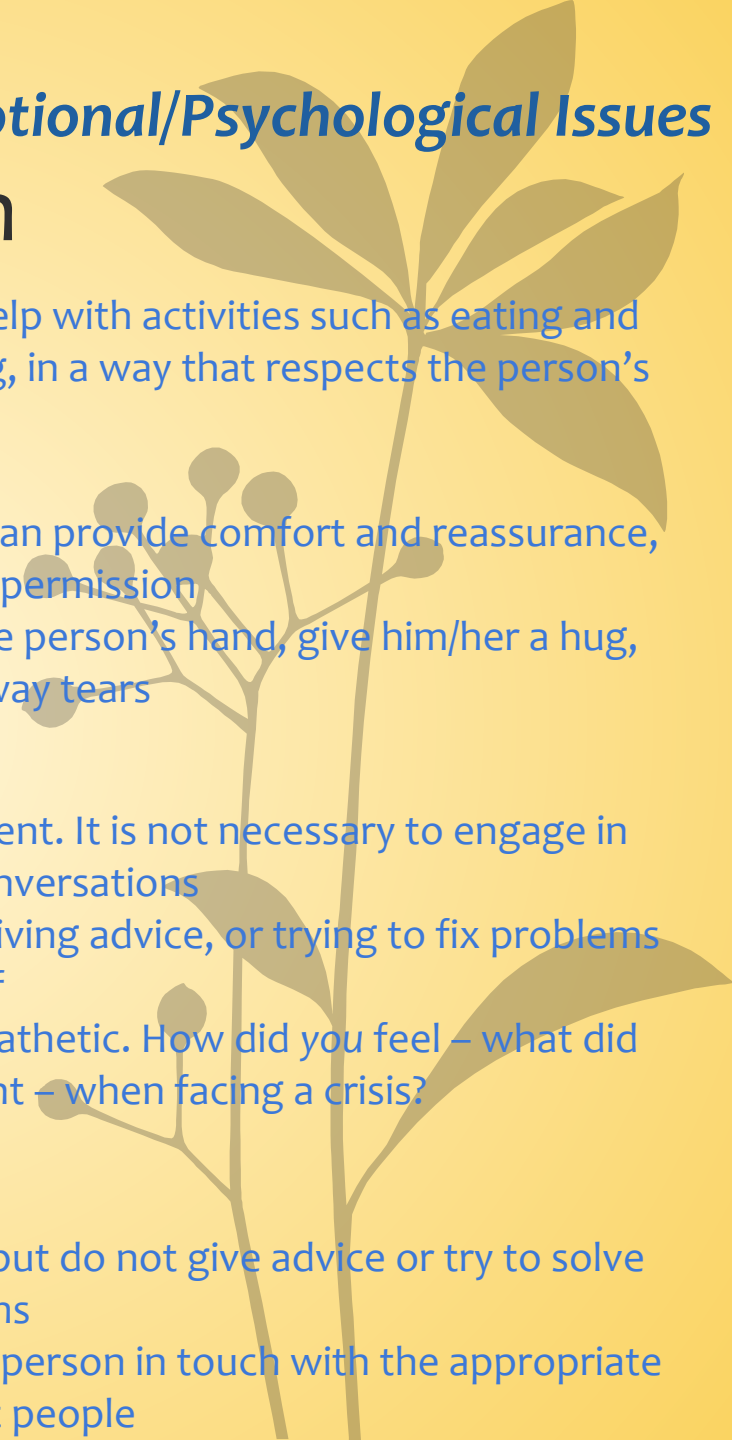 otional/Psychological Issues
n
elp with activities such as eating and
g, in a way that respects the person's
an provide comfort and reassurance,
permission
e person's hand, give him/her a hug,
way tears
ent. It is not necessary to engage in
nversations
iving advice, or trying to fix problems
athetic. How did you feel – what did
nt – when facing a crisis?
but do not give advice or try to solve
ns
person in touch with the appropriate
people